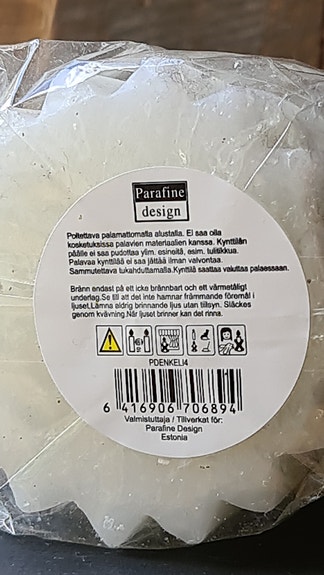 Parafine
design
Poltettava palamattomalla alustalla. Ei saa olla
kosketuksissa palavien materiaalien kanssa. Kynttilän
päälle ei saa pudottaa ylim. esineitä, esim. tulitikkua.
Palavaa kynttilää ei saa jättää ilman valvontaa.
Sammutettava tukahduttamalla.Kynttilä saattaa valuttaa palaessaan.
Bränn endast på ett icke brännbart och ett värmetåligt
underlag.Se till att det inte hamnar främmande föremål i
ljuset.Lämna aldrig brinnande ljus utan tillsyn. Släckes
genom kvävning.När ljuset brinner kan det rinna.
PDENKELI4
6 416906 706894
Valmistuttaja / Tillverkat för:
Parafine Design
Estonia